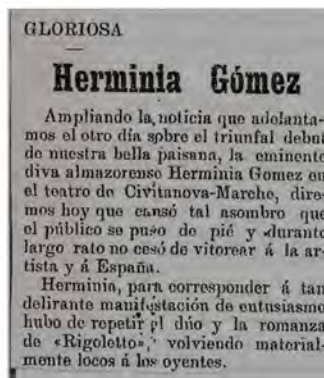 GLORIOSA
Herminia Gómez
Ampliando la noticia que adelanta-
mos el otro día sobre el triunfal debut
de nuestra bella paisana, la eminente
diva almazorense Herminia Gómez en
el teatro de Civitanova-Marche, dire-
mos hoy que causó tal asombro que
el público se puso de pié y durante
largo rato no cesó de vitorear á la ar-
tista y á España.
Herminia, para corresponder á tan
delirante manifestación de entusiasmo
hubo de repetir el dúo y la romanza
de «Rigoletto», volviendo material-
mente locos á los oyentes.